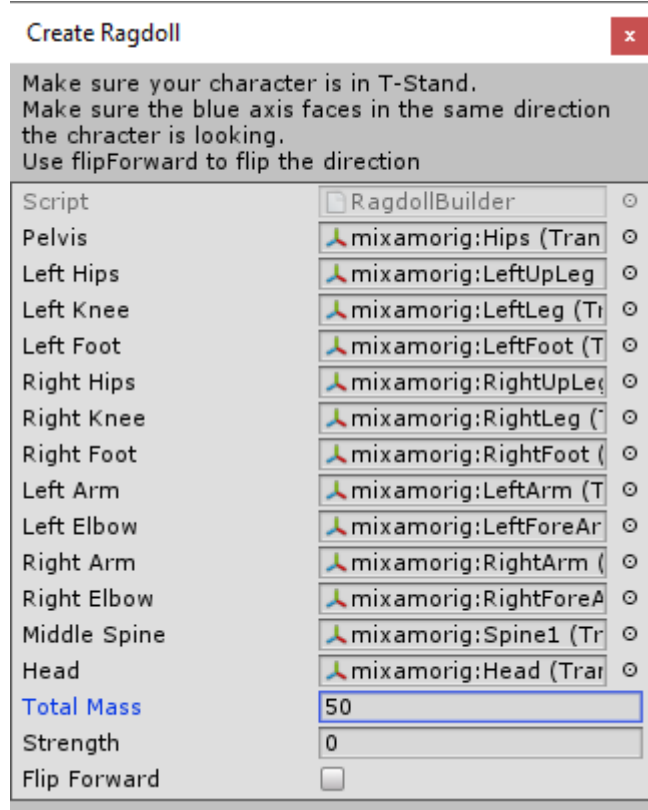 Create Ragdoll x
Make sure your character is in T-Stand.
Make sure the blue axis faces in the same direction
the chracter is looking.
Use flipForward to flip the direction
Script RagdollBuilder
Pelvis mixamorig:Hips (Tran
Left Hips mixamorig:LeftUpLeg
Left Knee mixamorig:LeftLeg (Tr
Left Foot mixamorig:LeftFoot (T
Right Hips mixamorig:RightUpLeg
Right Knee mixamorig:RightLeg (T
Right Foot mixamorig:RightFoot (
Left Arm mixamorig:LeftArm (T
Left Elbow mixamorig:LeftForeAr
Right Arm mixamorig:RightArm (
Right Elbow mixamorig:RightForeA
Middle Spine mixamorig:Spine1 (Tr
Head mixamorig:Head (Tran
Total Mass 50
Strength 0
Flip Forward